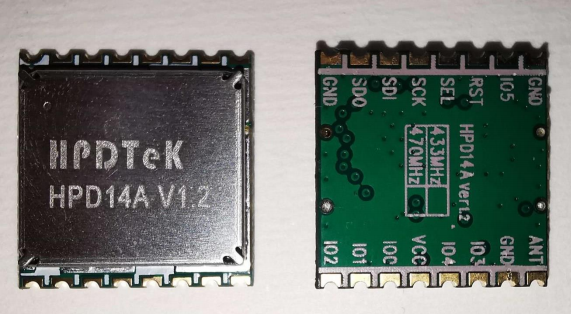 HPDTeK
HPD14A V1.2
GND
SDO
SDI
SCK
SEL
RST
IO5
GND
HPD14A ver1.2
433MHz
470MHz
IO2
IO1
IO0
VCC
IO4
IO3
GND
ANT